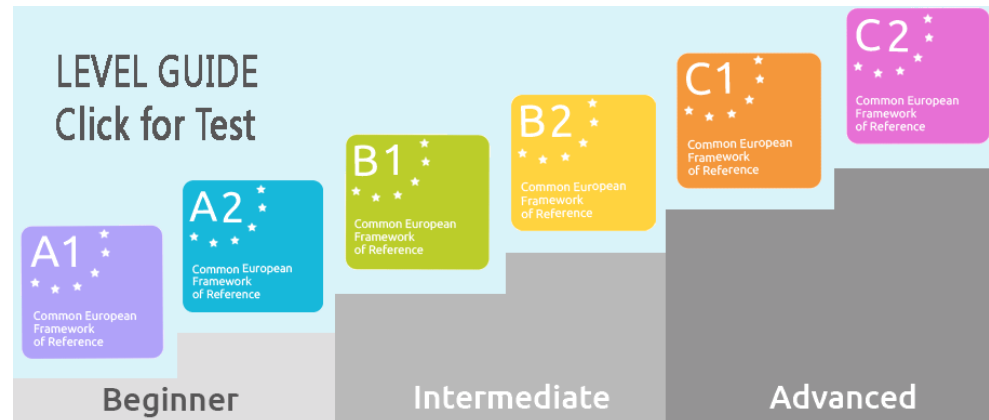 LEVEL GUIDE
Click for Test
A1
Common European
Framework
of Reference
A2
Common European
Framework
of Reference
B1
Common European
Framework
of Reference
B2
Common European
Framework
of Reference
C1
Common European
Framework
of Reference
C2
Common European
Framework
of Reference
Beginner
Intermediate
Advanced